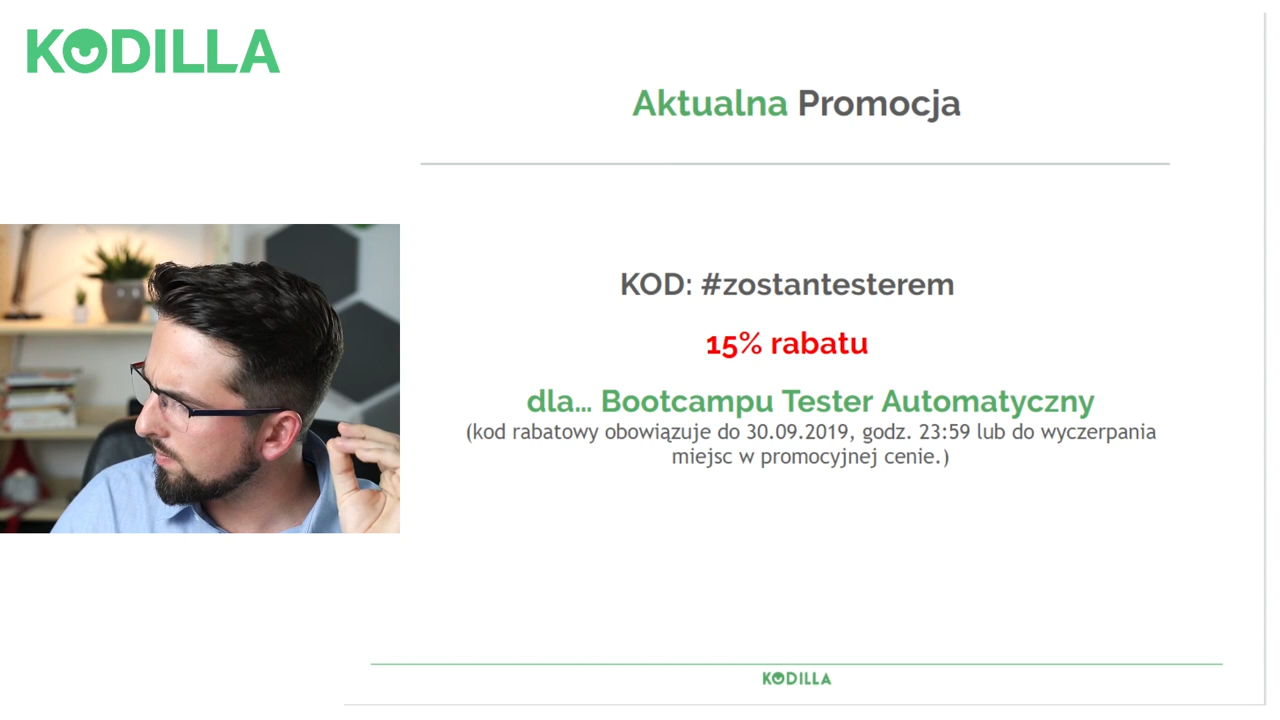 KODILLA
Aktualna Promocja
KOD: #zostantesterem
15% rabatu
dla... Bootcampu Tester Automatyczny
(kod rabatowy obowiązuje do 30.09.2019, godz. 23:59 lub do wyczerpania
miejsc w promocyjnej cenie.)
KODILLA